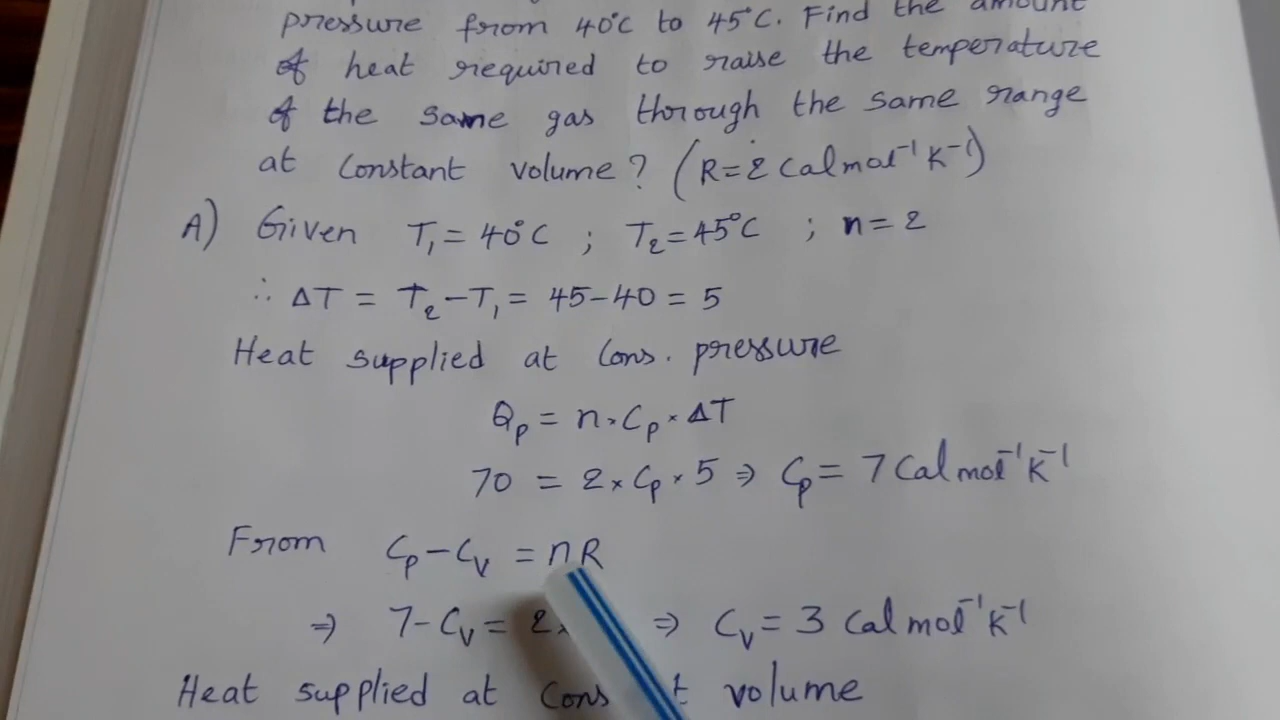 pressure from 40°C to 45°C. Find the amount
of heat required to raise the temperature
of the same gas through the same range
at constant volume? (R=2 cal mol⁻¹ K⁻¹)
A) Given T₁ = 40°C ; T₂=45°C ; n = 2
∴ ΔT = T₂ – T₁ = 45–40 = 5
Heat supplied at Cons. pressure
Qp = n × Cp × ΔT
70 = 2 × Cp × 5 ⇒ Cp = 7 Cal mol⁻¹ K⁻¹
From Cp – Cv = nR
⇒ 7 - Cv = 2× ⇒ Cv = 3 Cal mol⁻¹ K⁻¹
Heat supplied at volume